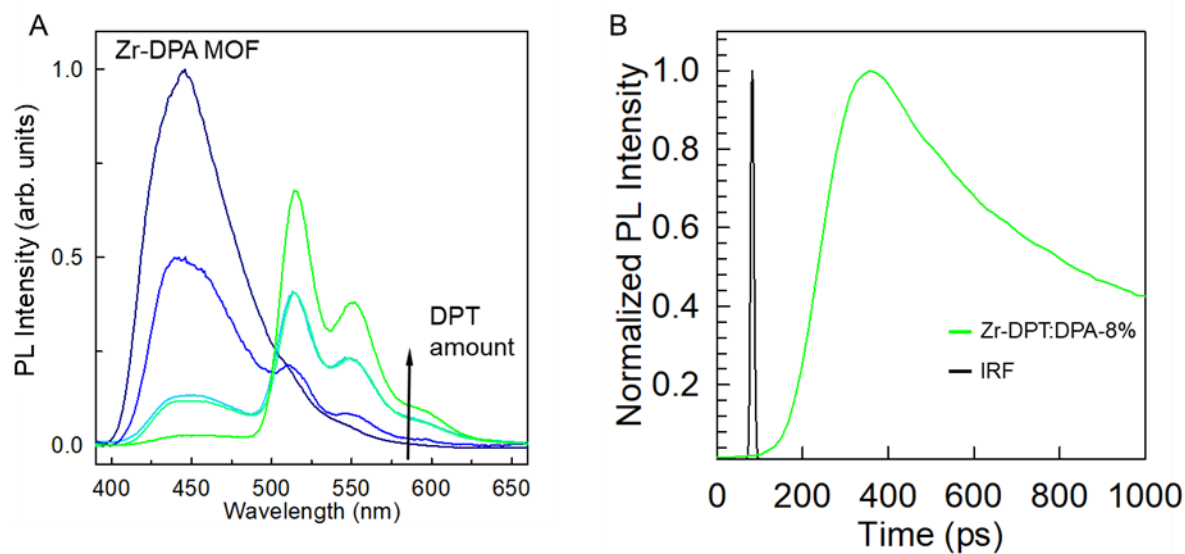 A
Zr-DPA MOF
1.0
0.5
0.0
PL Intensity (arb. units)
DPT
amount
400 450 500 550 600 650
Wavelength (nm)
B
1.0
0.8
0.6
0.4
0.2
Normalized PL Intensity
Zr-DPT:DPA-8%
IRF
0 200 400 600 800 1000
Time (ps)